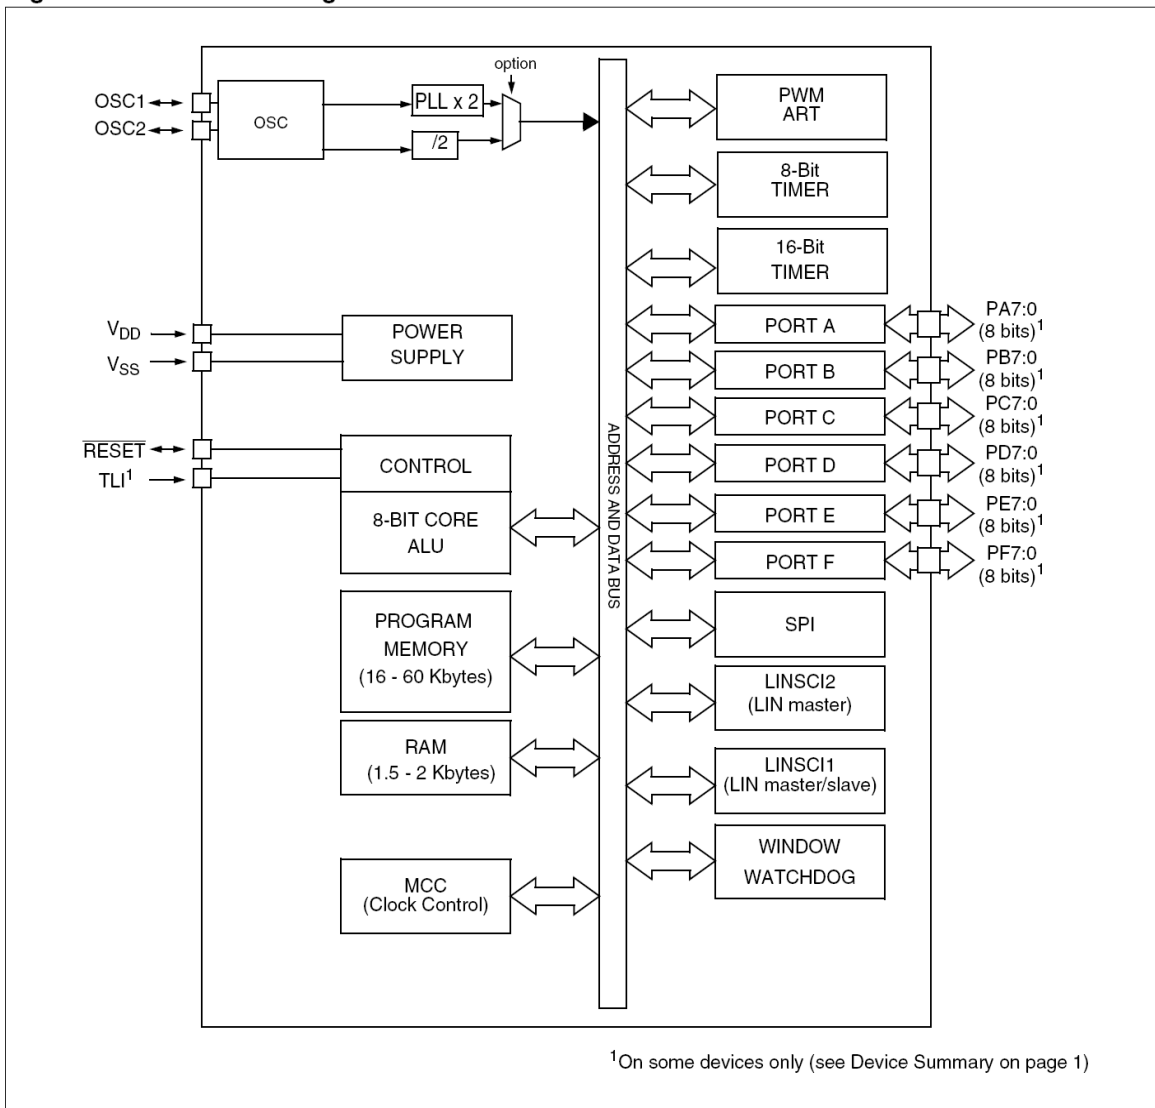 option
OSC1
OSC2
OSC
PLL x 2
/2
PWM
ART
8-Bit
TIMER
16-Bit
TIMER
VDD
VSS
POWER
SUPPLY
PORT A
PA7:0
(8 bits)1
PORT B
PB7:0
(8 bits)1
PORT C
PC7:0
(8 bits)1
PORT D
PD7:0
(8 bits)1
PORT E
PE7:0
(8 bits)1
PORT F
PF7:0
(8 bits)1
RESET
TLI1
CONTROL
8-BIT CORE
ALU
ADDRESS AND DATA BUS
PROGRAM
MEMORY
(16 - 60 Kbytes)
RAM
(1.5 - 2 Kbytes)
MCC
(Clock Control)
SPI
LINSCI2
(LIN master)
LINSCI1
(LIN master/slave)
WINDOW
WATCHDOG
1On some devices only (see Device Summary on page 1)